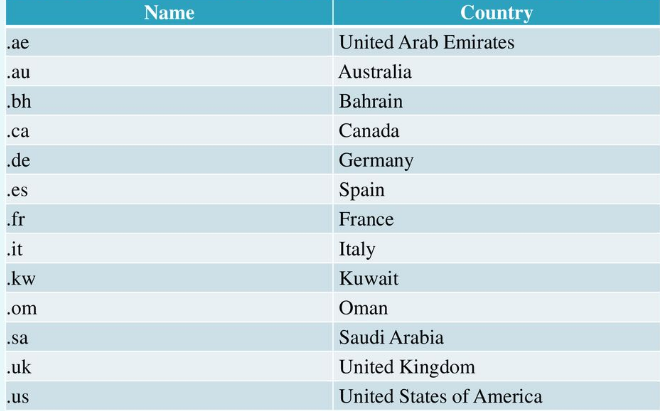 Name Country
.ae United Arab Emirates
.au Australia
.bh Bahrain
.ca Canada
.de Germany
.es Spain
.fr France
.it Italy
.kw Kuwait
.om Oman
.sa Saudi Arabia
.uk United Kingdom
.us United States of America